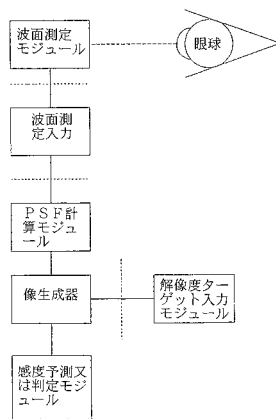 波面測定
モジュール
眼球
波面測
定入力
ＰＳＦ計
算モジュ
ール
像生成器
解像度ター
ゲット入力
モジュール
感度予測又
は判定モジ
ュール